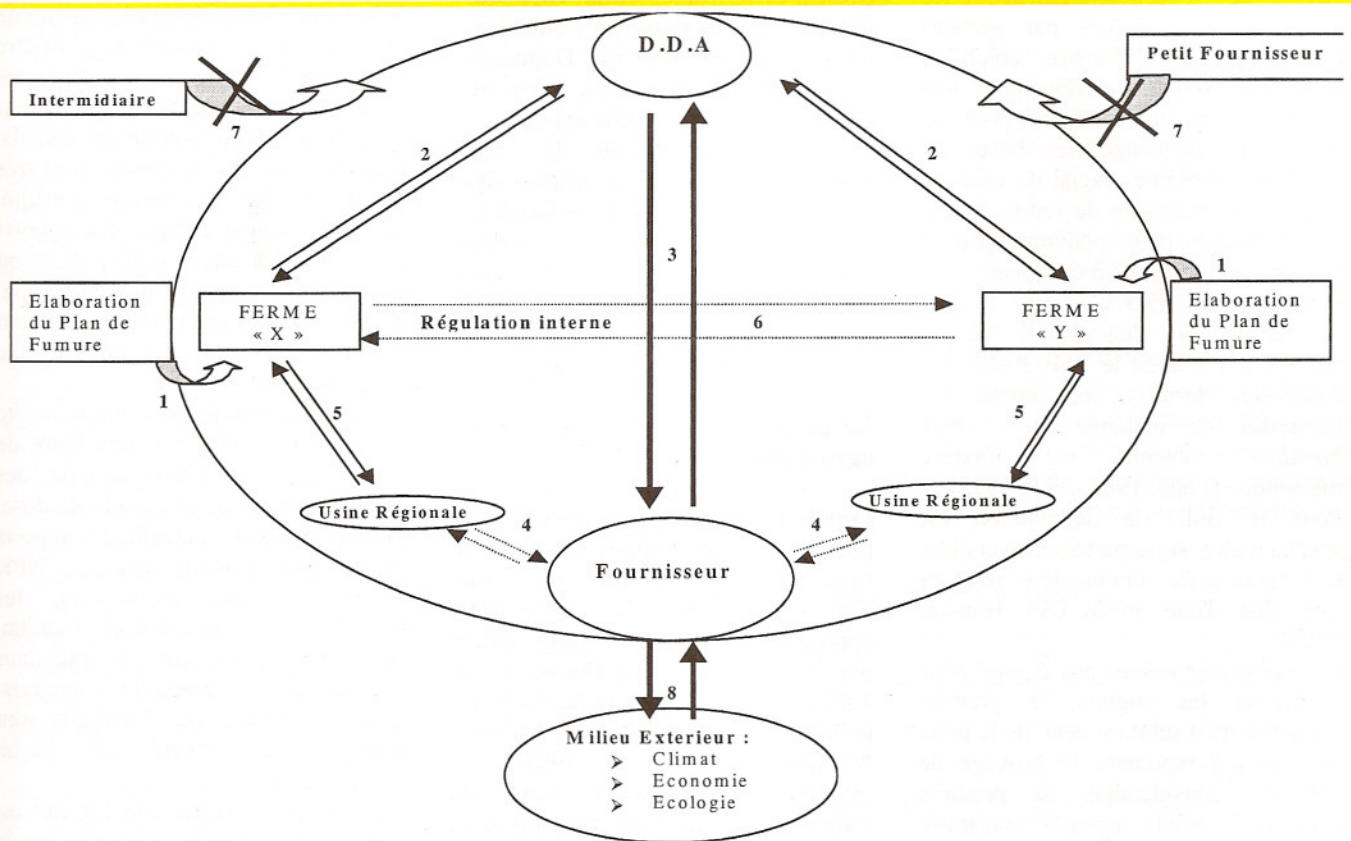 D.D.A
Petit Fournisseur
Intermidiaire
7
7
2
2
3
1
Elaboration
du Plan de
Fumure
FERME
« X »
Régulation interne
6
FERME
« Y »
Elaboration
du Plan de
Fumure
1
5
5
Usine Régionale
4
4
Usine Régionale
Fournisseur
8
Milieu Exterieur :
➢ Climat
➢ Economie
➢ Ecologie